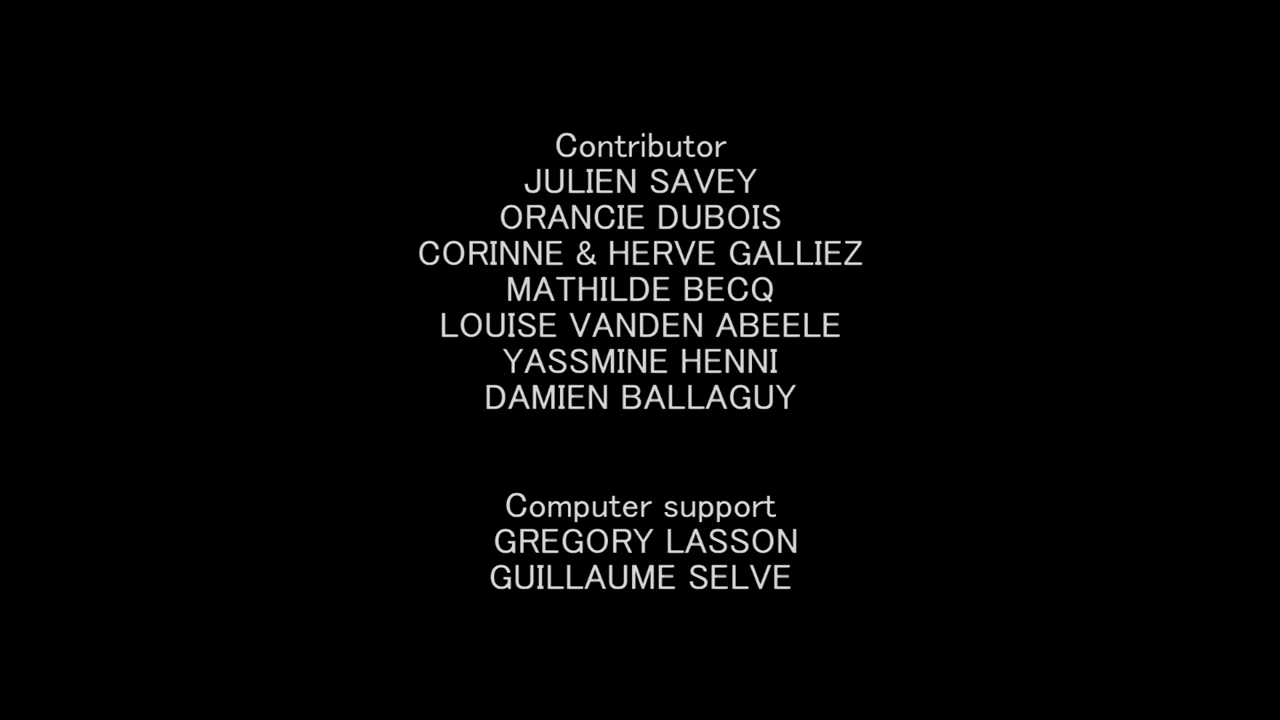 Contributor
JULIEN SAVEY
ORANCIE DUBOIS
CORINNE & HERVE GALLIEZ
MATHILDE BECQ
LOUISE VANDEN ABEELE
YASSMINE HENNI
DAMIEN BALLAGUY
Computer support
GREGORY LASSON
GUILLAUME SELVE